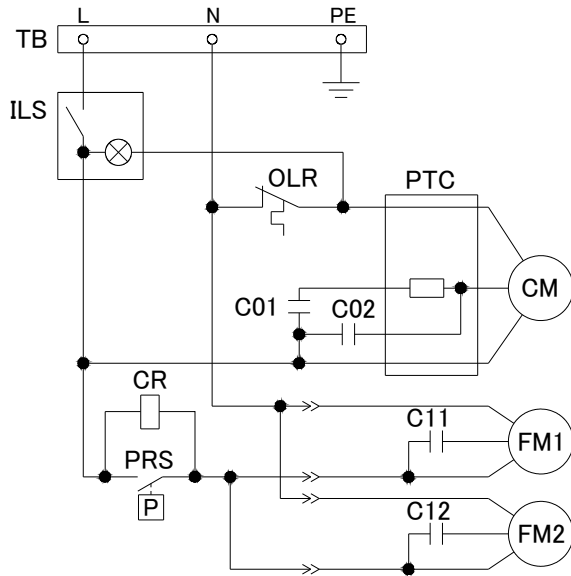 L N PE
TB
ILS
OLR PTC
C01 C02 CM
CR
C11
PRS FM1
P
C12
FM2